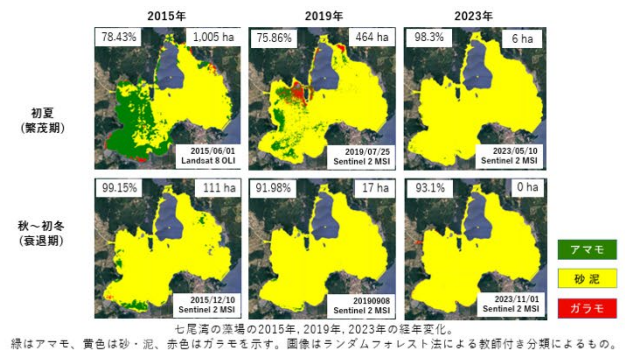 2015年 2019年 2023年
初夏
(繁茂期)
78.43% 1,005 ha
2015/06/01
Landsat 8 OLI
75.86% 464 ha
2019/07/25
Sentinel 2 MSI
98.3% 6 ha
2023/05/10
Sentinel 2 MSI
秋~初冬
(衰退期)
99.15% 111 ha
2015/12/10
Sentinel 2 MSI
91.98% 17 ha
20190908
Sentinel 2 MSI
93.1% 0 ha
2023/11/01
Sentinel 2 MSI
アマモ
砂泥
ガラモ
七尾湾の藻場の2015年, 2019年, 2023年の経年変化。
緑はアマモ、黄色は砂・泥、赤色はガラモを示す。画像はランダムフォレスト法による教師付き分類によるもの。